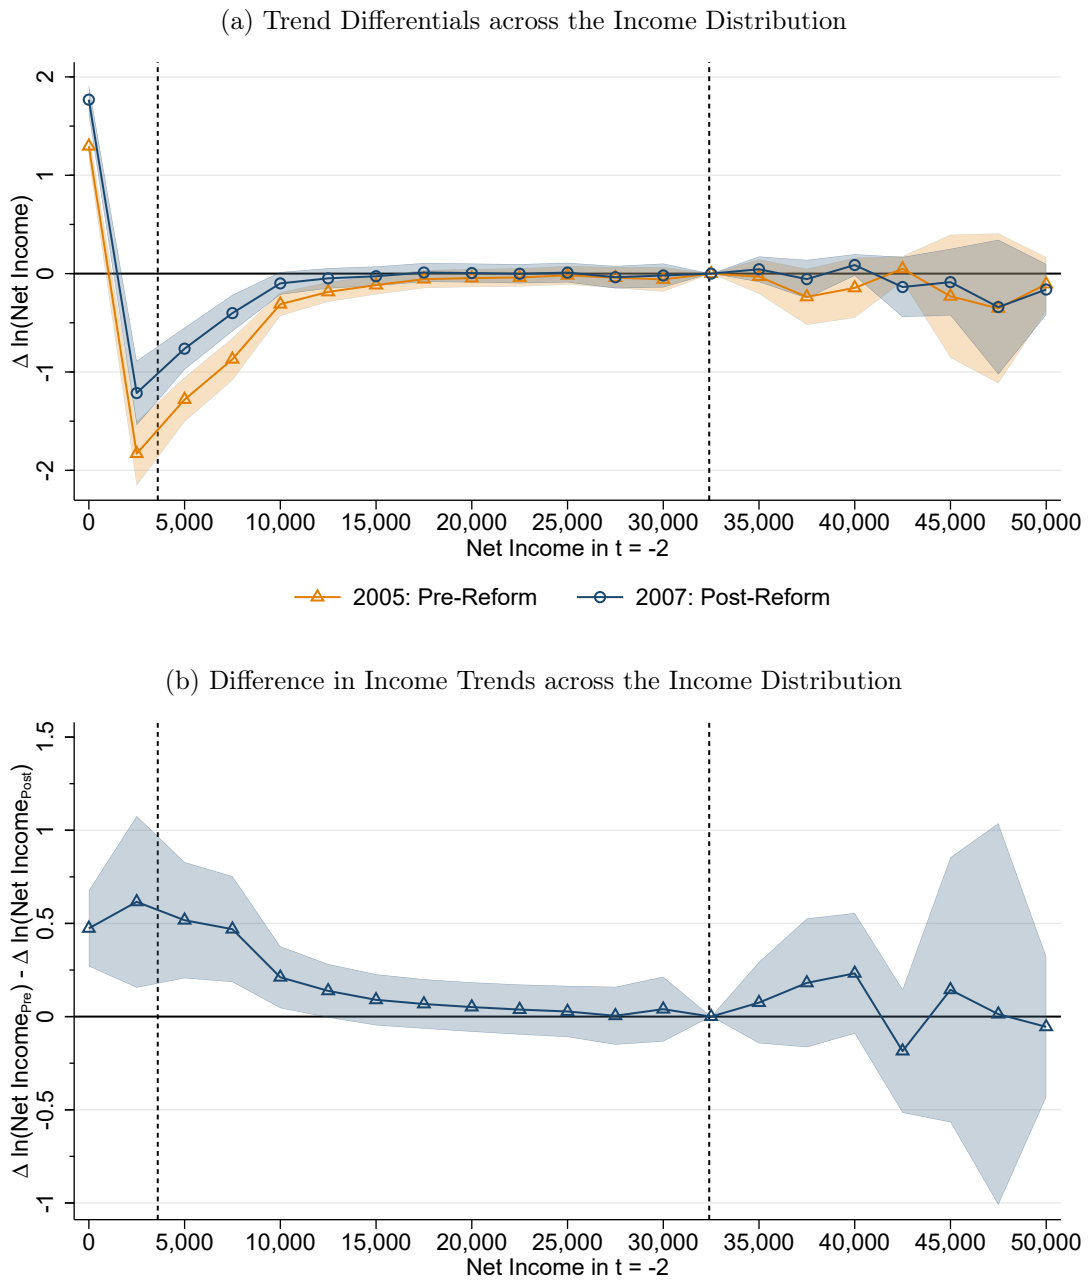 (a) Trend Differentials across the Income Distribution
2
1
0
-1
-2
Δ ln(Net Income)
0 5,000 10,000 15,000 20,000 25,000 30,000 35,000 40,000 45,000 50,000
Net Income in t = -2
2005: Pre-Reform 2007: Post-Reform
(b) Difference in Income Trends across the Income Distribution
1.5
1
0.5
0
-0.5
-1
Δ ln(Net Income_Pre) - Δ ln(Net Income_Post)
0 5,000 10,000 15,000 20,000 25,000 30,000 35,000 40,000 45,000 50,000
Net Income in t = -2